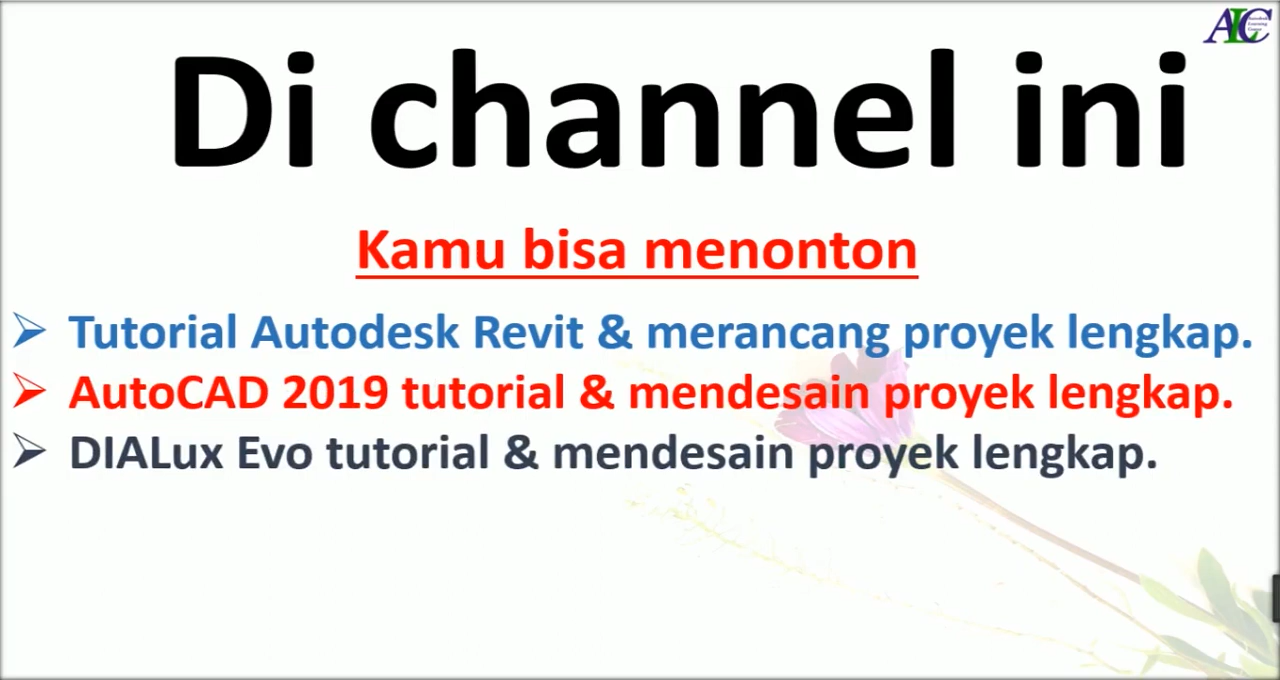 ALC
Di channel ini
Kamu bisa menonton
➢ Tutorial Autodesk Revit & merancang proyek lengkap.
➢ AutoCAD 2019 tutorial & mendesain proyek lengkap.
➢ DIALux Evo tutorial & mendesain proyek lengkap.